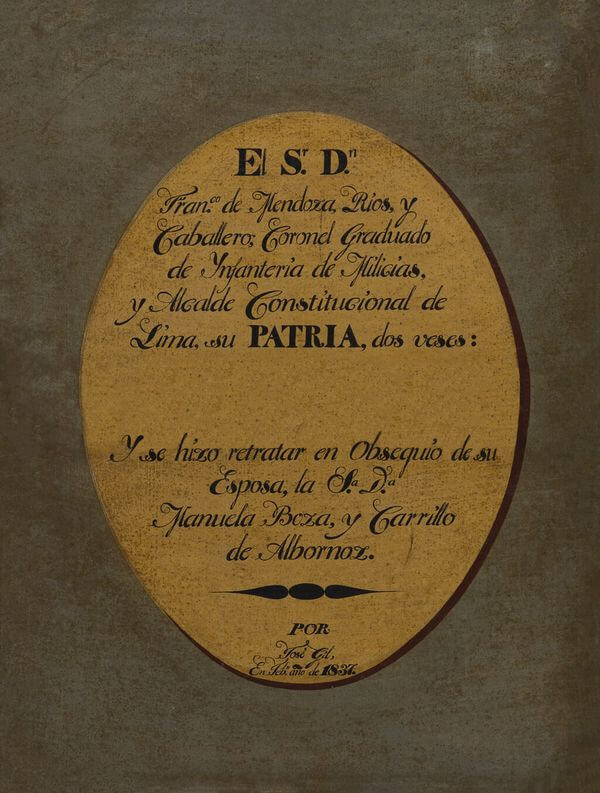 El S.r D.n
Fran.co de Mendoza, Rios, y
Caballero; Coronel Graduado
de Ynfanteria de Milicias,
y Alcalde Constitucional de
Lima, su PATRIA, dos veses:
Y se hizo retratar en Obsequio de su
Esposa, la S.a D.a
Manuela Boza, y Carrillo
de Albornoz.
POR
José Gil,
En Feb.o año de 1837.